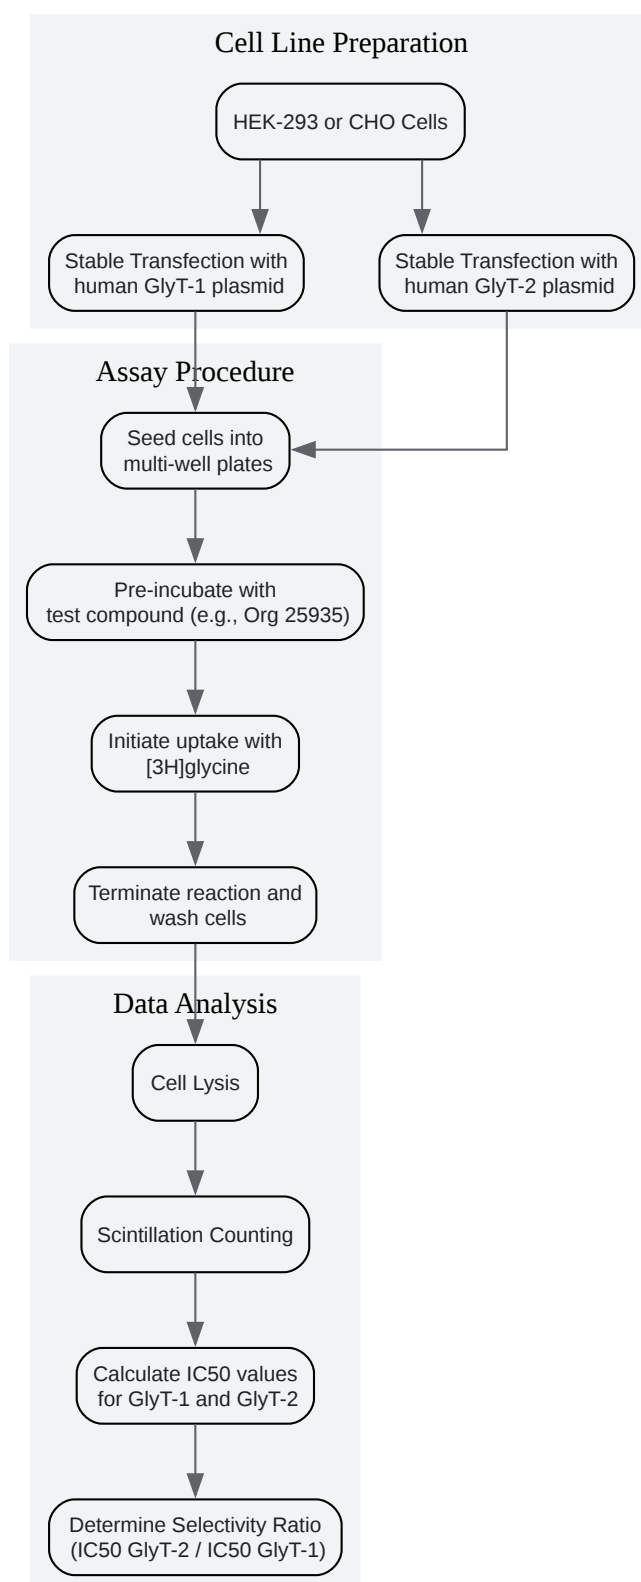 Cell Line Preparation
HEK-293 or CHO Cells
Stable Transfection with
human GlyT-1 plasmid
Stable Transfection with
human GlyT-2 plasmid
Assay Procedure
Seed cells into
multi-well plates
Pre-incubate with
test compound (e.g., Org 25935)
Initiate uptake with
[3H]glycine
Terminate reaction and
wash cells
Data Analysis
Cell Lysis
Scintillation Counting
Calculate IC50 values
for GlyT-1 and GlyT-2
Determine Selectivity Ratio
(IC50 GlyT-2 / IC50 GlyT-1)